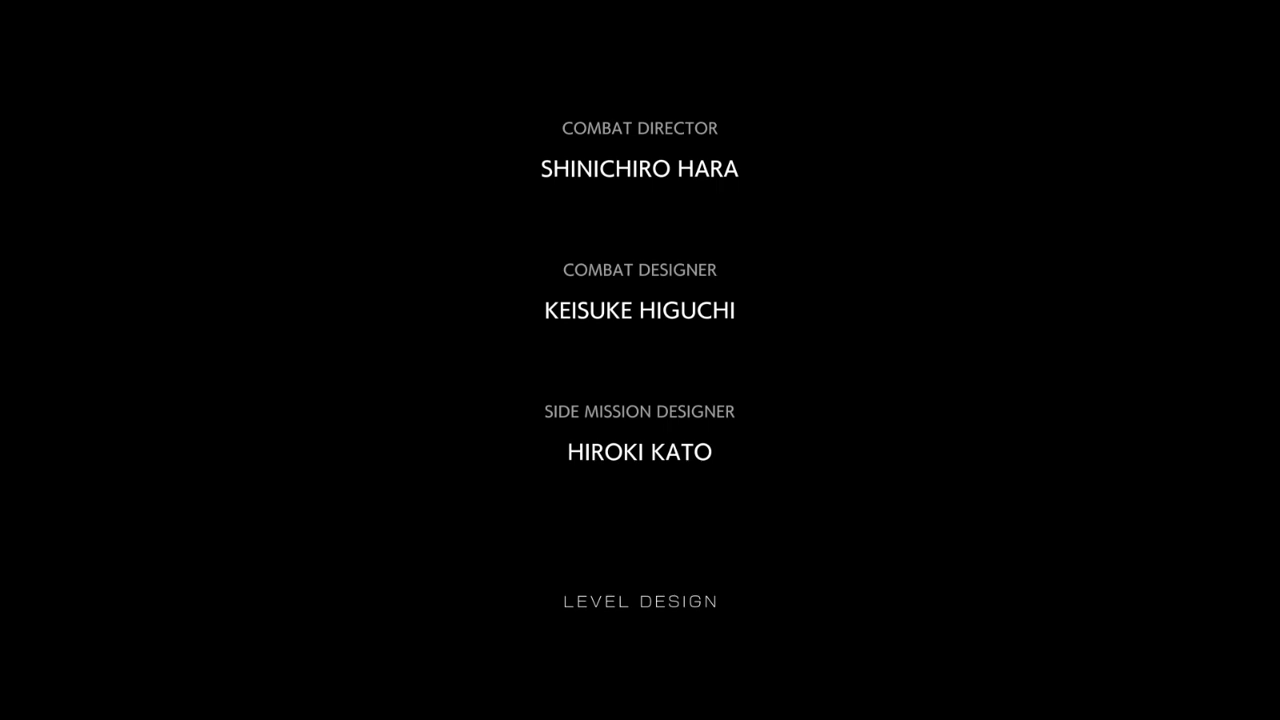 COMBAT DIRECTOR
SHINICHIRO HARA
COMBAT DESIGNER
KEISUKE HIGUCHI
SIDE MISSION DESIGNER
HIROKI KATO
LEVEL DESIGN